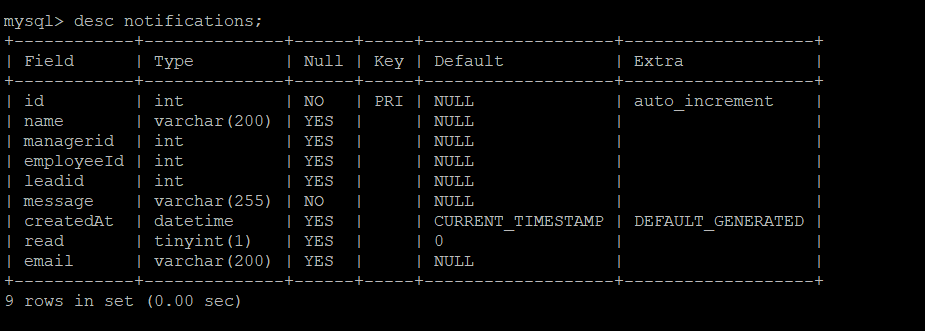 mysql> desc notifications;
+------------+--------------+------+-----+-------------------+-------------------+
| Field      | Type         | Null | Key | Default           | Extra             |
+------------+--------------+------+-----+-------------------+-------------------+
| id         | int          | NO   | PRI | NULL              | auto_increment    |
| name       | varchar(200) | YES  |     | NULL              |                   |
| managerid  | int          | YES  |     | NULL              |                   |
| employeeId | int          | YES  |     | NULL              |                   |
| leadid     | int          | YES  |     | NULL              |                   |
| message    | varchar(255) | NO   |     | NULL              |                   |
| createdAt  | datetime     | YES  |     | CURRENT_TIMESTAMP | DEFAULT_GENERATED |
| read       | tinyint(1)   | YES  |     | 0                 |                   |
| email      | varchar(200) | YES  |     | NULL              |                   |
+------------+--------------+------+-----+-------------------+-------------------+
9 rows in set (0.00 sec)